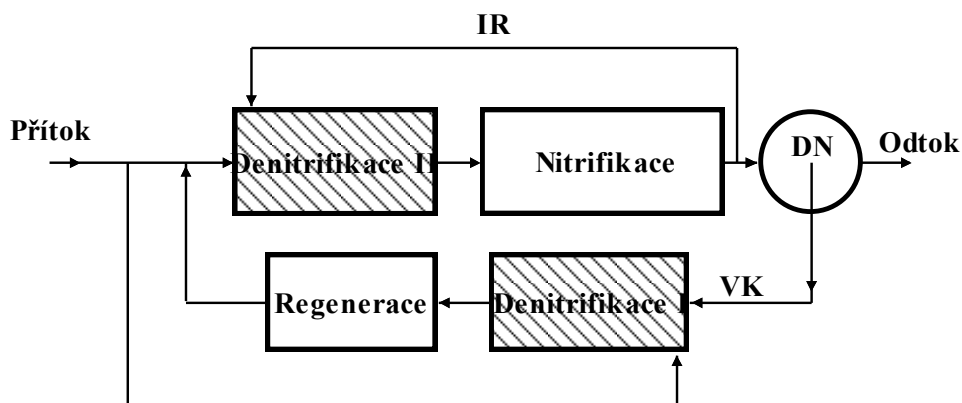 IR
Přítok
Denitrifikace II
Nitrifikace
DN
Odtok
Regenerace
Denitrifikace I
VK